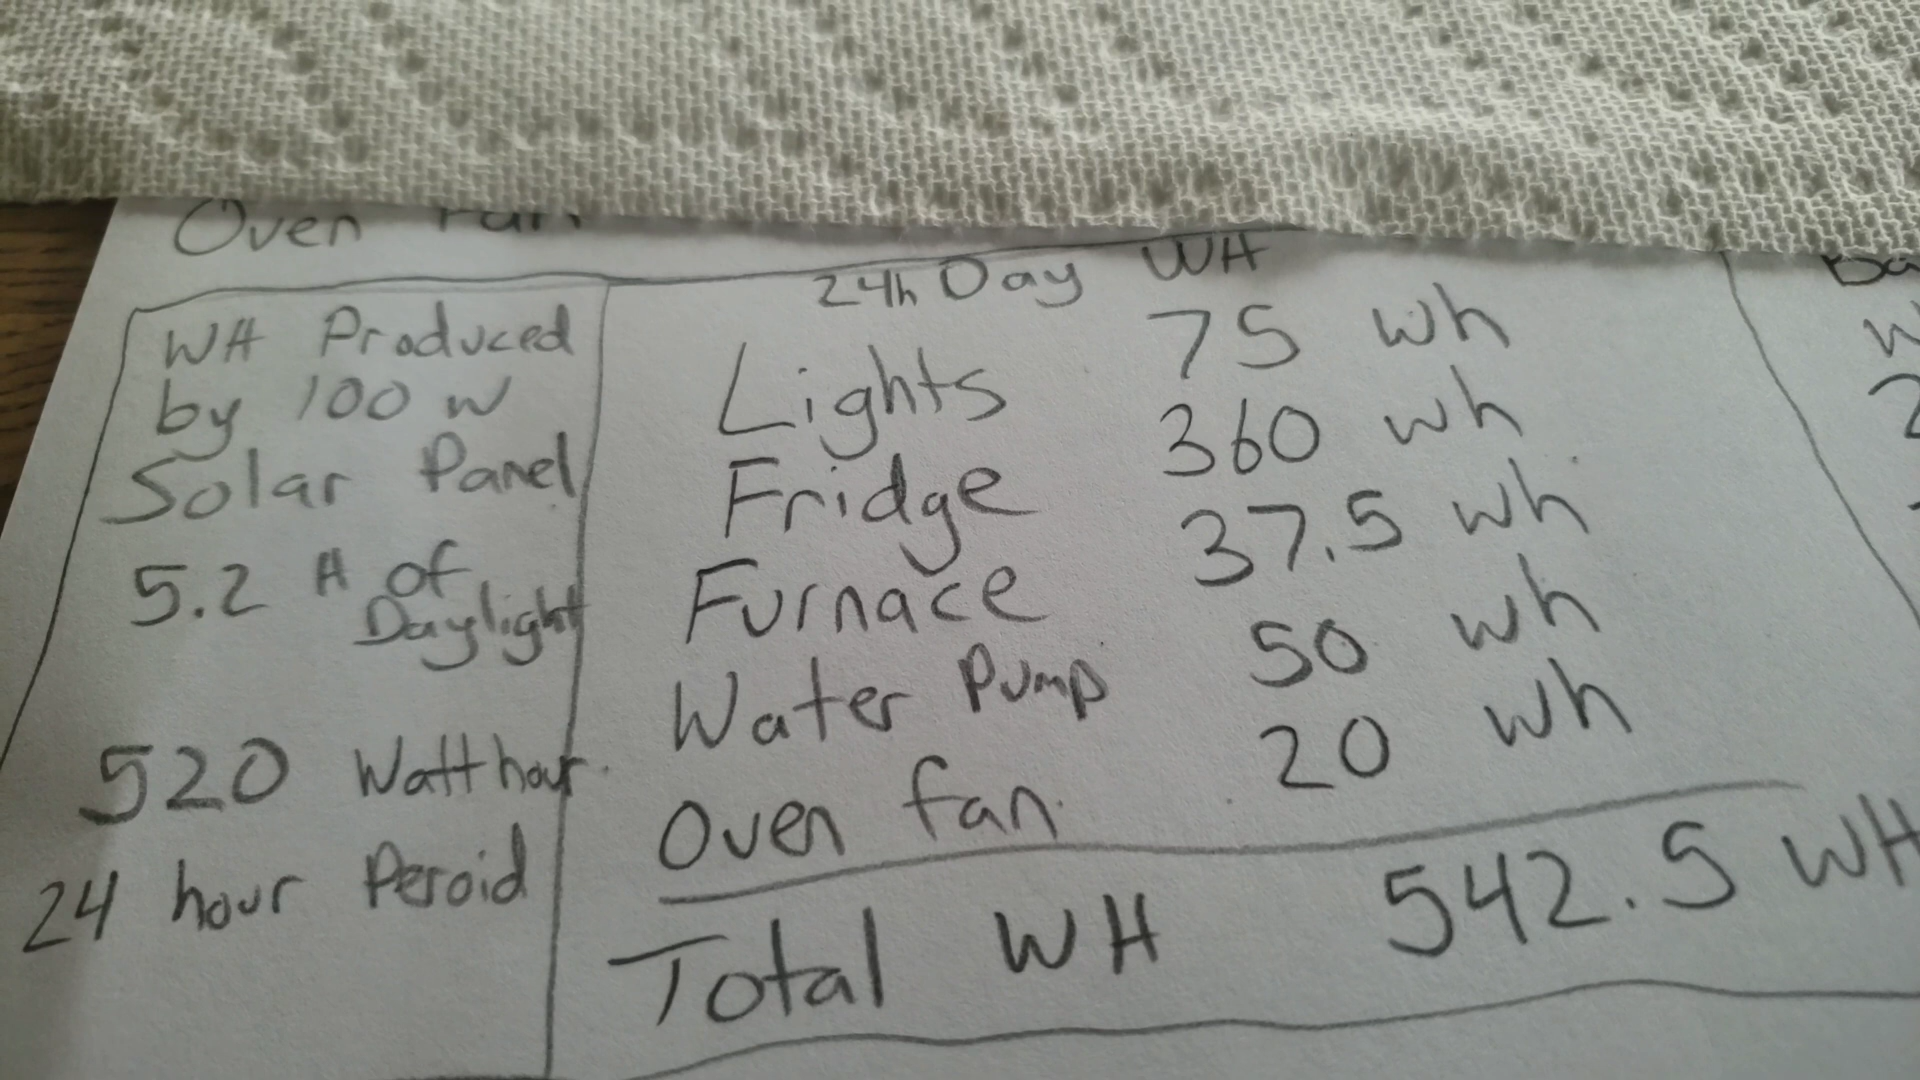 Oven Fan
WH Produced
by 100 W
Solar Panel
5.2 H of
Daylight
520 Watt hour.
24 hour Peroid
24h Day WH
Lights 75 wh
Fridge 360 wh
Furnace 37.5 wh
Water Pump 50 wh
Oven fan 20 wh
Total WH 542.5 WH